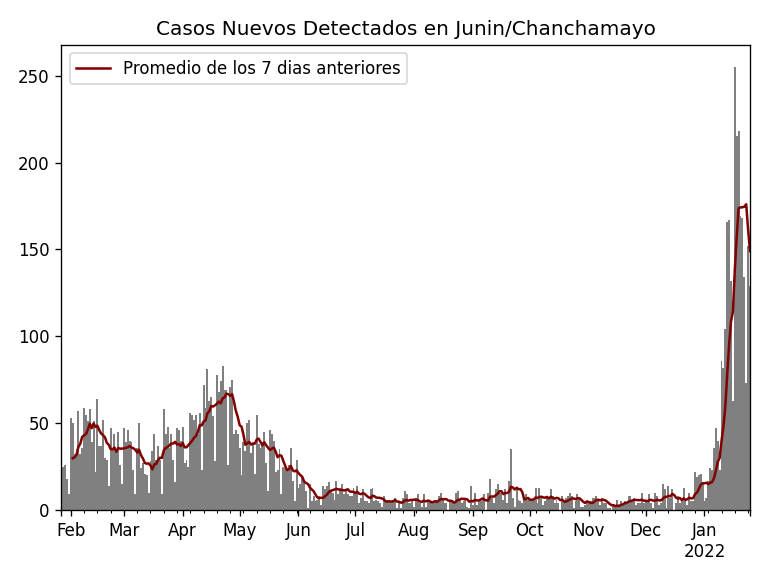 Casos Nuevos Detectados en Junin/Chanchamayo
Promedio de los 7 dias anteriores
250
200
150
100
50
0
Feb Mar Apr May Jun Jul Aug Sep Oct Nov Dec Jan
2022